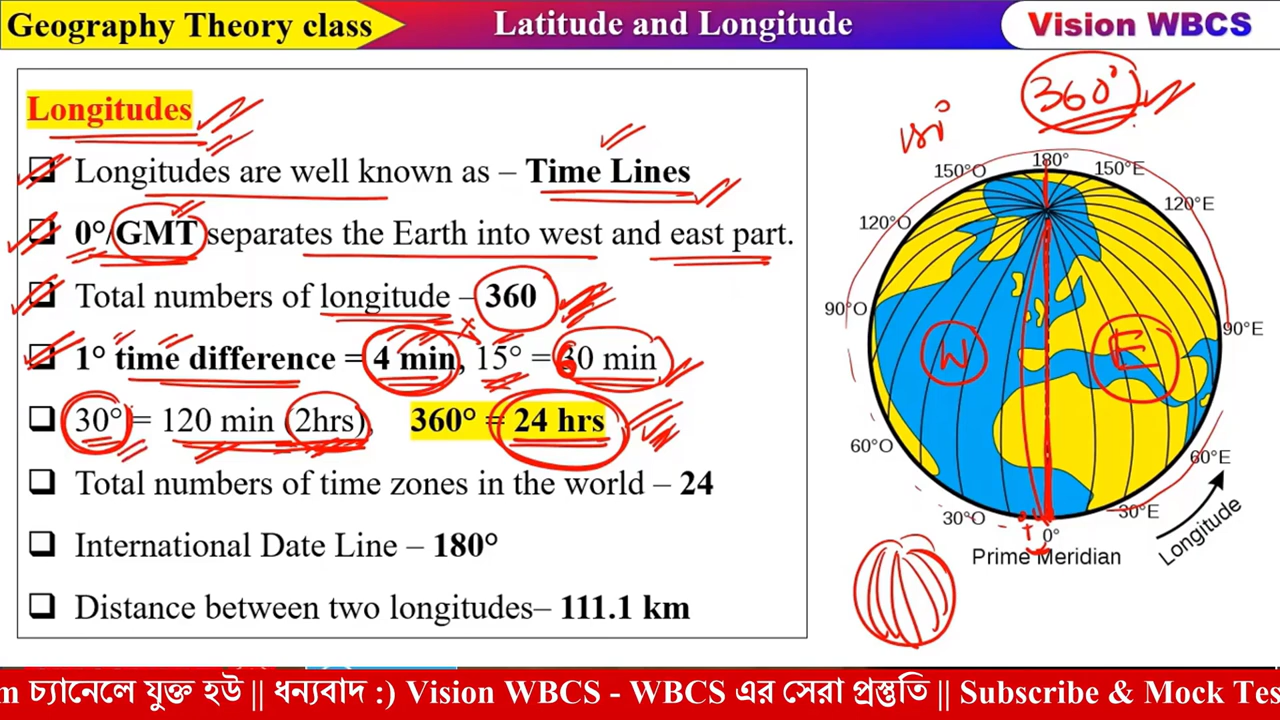 Geography Theory class
Latitude and Longitude
Vision WBCS
Longitudes
Longitudes are well known as – Time Lines
0°/GMT separates the Earth into west and east part.
Total numbers of longitude – 360
1° time difference = 4 min, 15° = 60 min
30° = 120 min (2hrs), 360° = 24 hrs
Total numbers of time zones in the world – 24
International Date Line – 180°
Distance between two longitudes– 111.1 km
360°
180°
150°O
180°
150°E
120°O
120°E
90°O
90°E
W
E
60°O
60°E
30°O
30°E
1°
0°
Prime Meridian
Longitude
m চ্যানেলে যুক্ত হউ || ধন্যবাদ :) Vision WBCS - WBCS এর সেরা প্রস্তুতি || Subscribe & Mock Tes